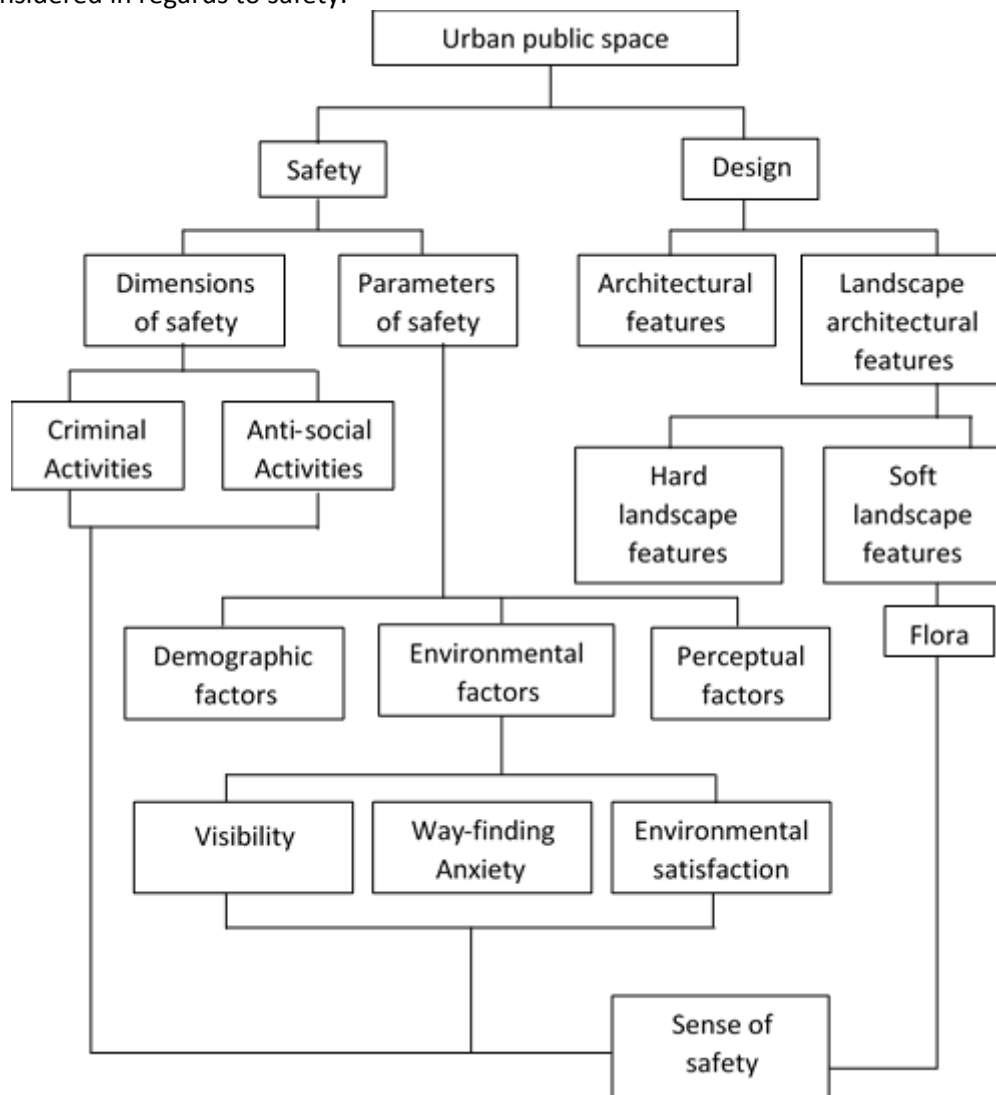 considered in regards to safety.
Urban public space
Safety
Design
Dimensions
of safety
Parameters
of safety
Architectural
features
Landscape
architectural
features
Criminal
Activities
Anti-social
Activities
Hard
landscape
features
Soft
landscape
features
Flora
Demographic
factors
Environmental
factors
Perceptual
factors
Visibility
Way-finding
Anxiety
Environmental
satisfaction
Sense of
safety